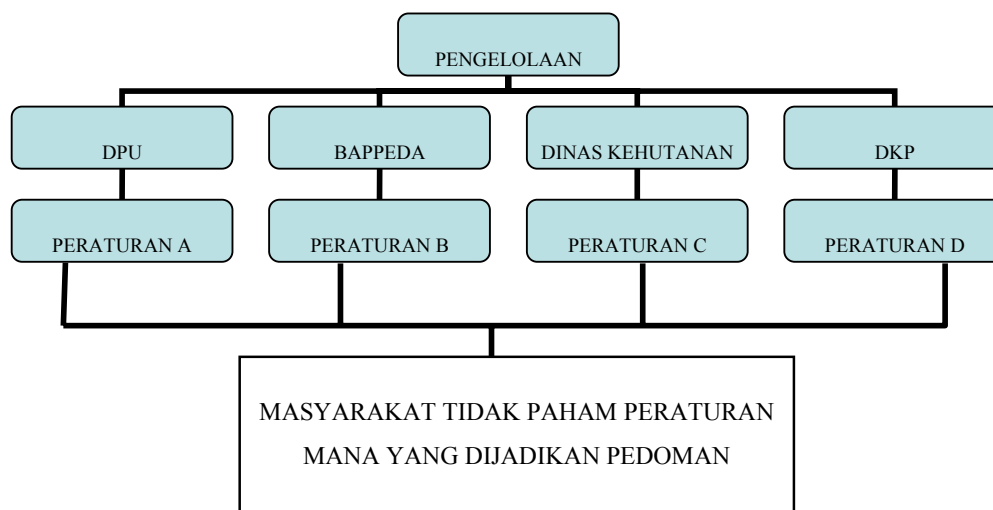 PENGELOLAAN
DPU
BAPPEDA
DINAS KEHUTANAN
DKP
PERATURAN A
PERATURAN B
PERATURAN C
PERATURAN D
MASYARAKAT TIDAK PAHAM PERATURAN
MANA YANG DIJADIKAN PEDOMAN